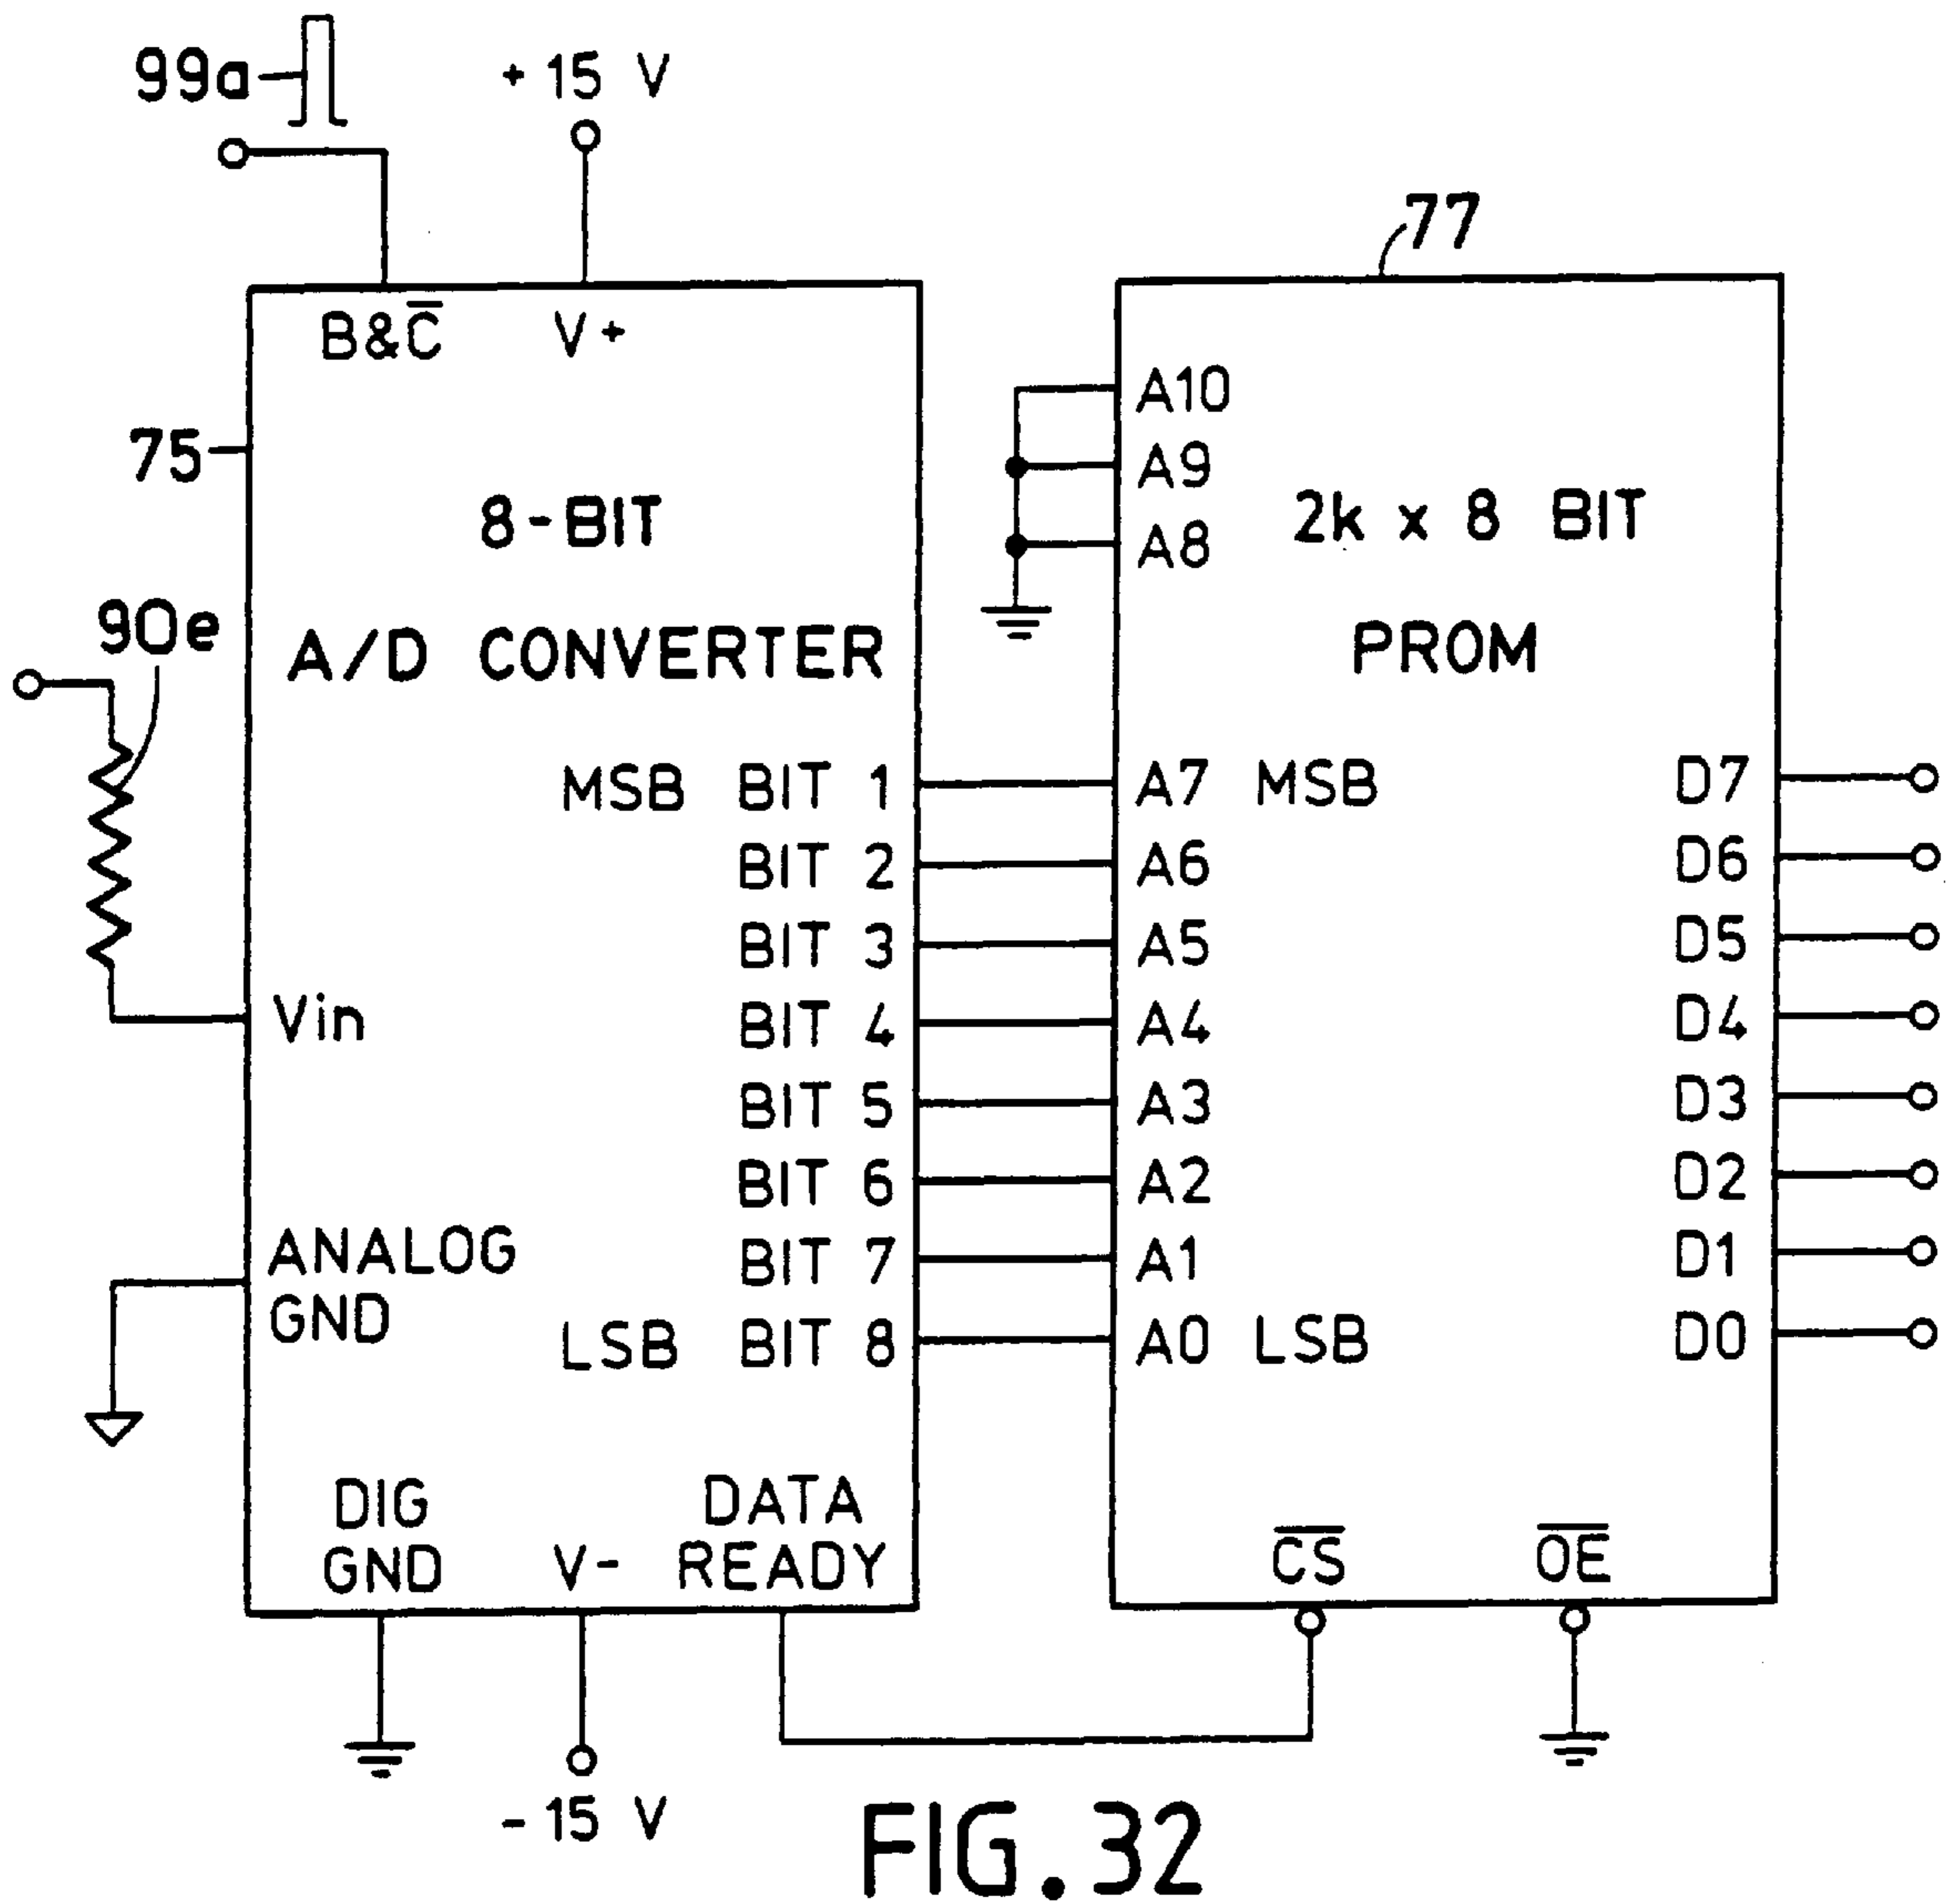 99a
+15 V
77
B&C̅
V+
A10
75
A9
8-BIT
2k x 8 BIT
A8
90e
A/D CONVERTER
PROM
MSB BIT 1
A7 MSB
D7
BIT 2
A6
D6
BIT 3
A5
D5
Vin
BIT 4
A4
D4
BIT 5
A3
D3
BIT 6
A2
D2
ANALOG
GND
BIT 7
A1
D1
LSB BIT 8
A0 LSB
D0
DIG
GND
V-
DATA
READY
C̅S̅
O̅E̅
-15 V
FIG. 32